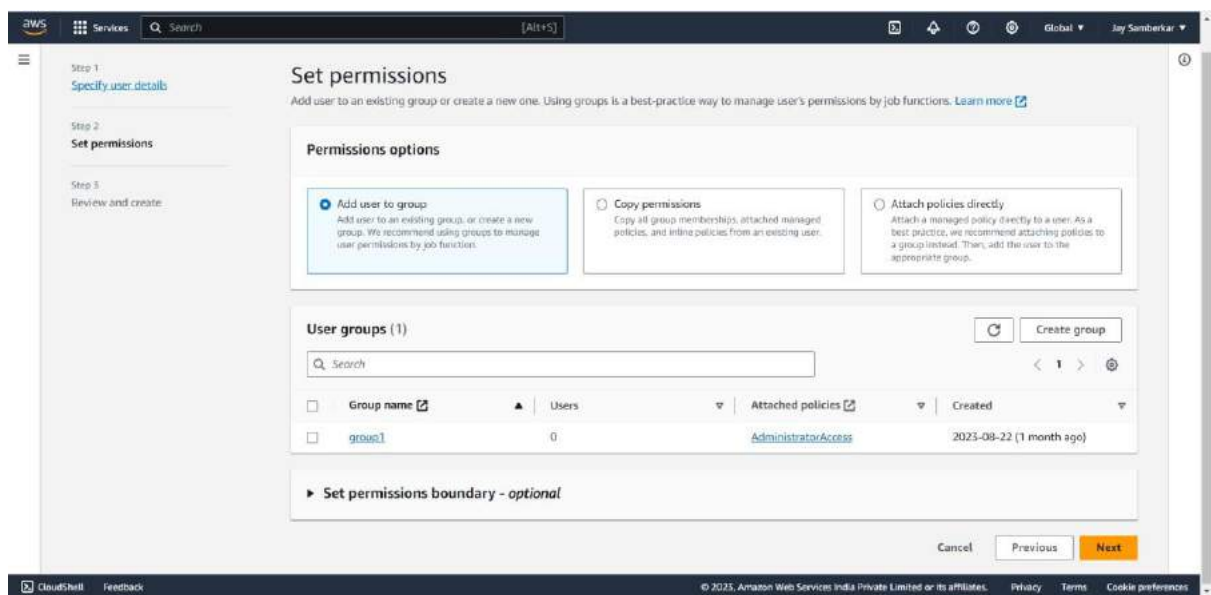 aws Services Search [Alt+S] Global Jay Samberkar
Step 1
Specify user details
Step 2
Set permissions
Step 3
Review and create
Set permissions
Add user to an existing group or create a new one. Using groups is a best-practice way to manage user's permissions by job functions. Learn more
Permissions options
Add user to group
Add user to an existing group, or create a new
group. We recommend using groups to manage
user permissions by job function.
Copy permissions
Copy all group memberships, attached managed
policies, and inline policies from an existing user.
Attach policies directly
Attach a managed policy directly to a user. As a
best practice, we recommend attaching policies to
a group instead. Then, add the user to the
appropriate group.
User groups (1)
Create group
Search
1
Group name Users Attached policies Created
group1 0 AdministratorAccess 2023-08-22 (1 month ago)
Set permissions boundary - optional
Cancel Previous Next
CloudShell Feedback © 2023, Amazon Web Services India Private Limited or its affiliates. Privacy Terms Cookie preferences